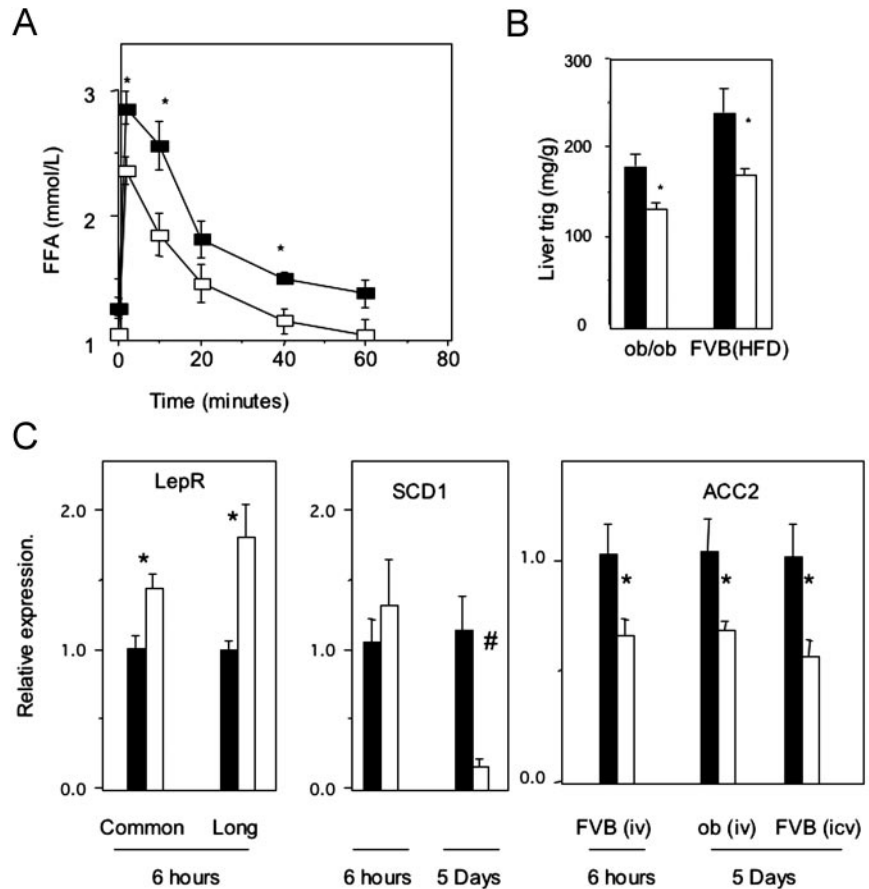 A
FFA (mmol/L)
3
2
1
*
*
*
0 20 40 60 80
Time (minutes)
B
Liver trig (mg/g)
300
200
100
0
*
*
ob/ob FVB(HFD)
C
Relative expression.
LepR
2.0
1.0
0.0
*
*
Common Long
6 hours
SCD1
2.0
1.0
0.0
#
6 hours 5 Days
ACC2
1.0
0.0
*
*
*
FVB (iv) ob (iv) FVB (icv)
6 hours 5 Days